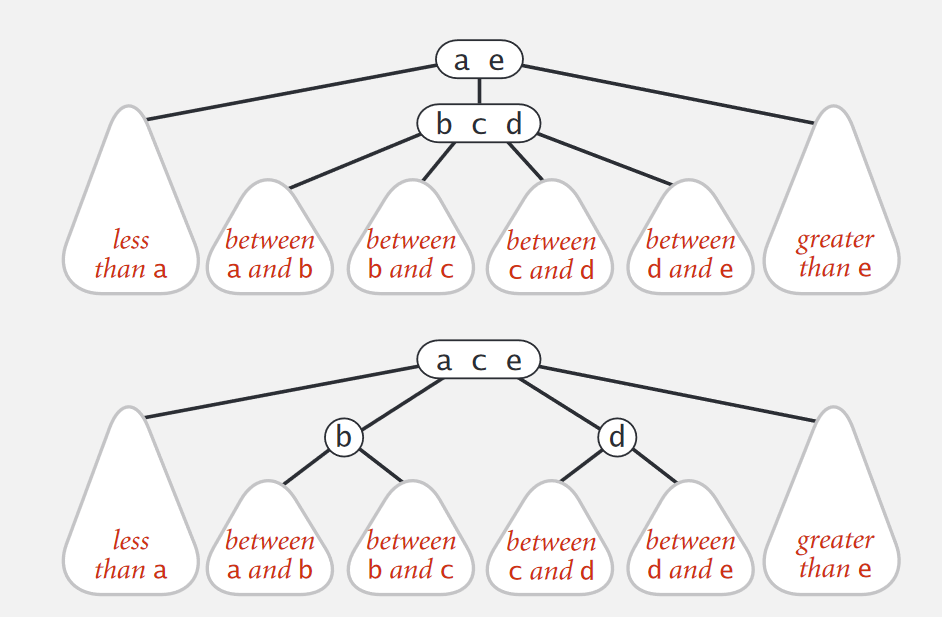 a e
b c d
less
than a
between
a and b
between
b and c
between
c and d
between
d and e
greater
than e
a c e
b
d
less
than a
between
a and b
between
b and c
between
c and d
between
d and e
greater
than e